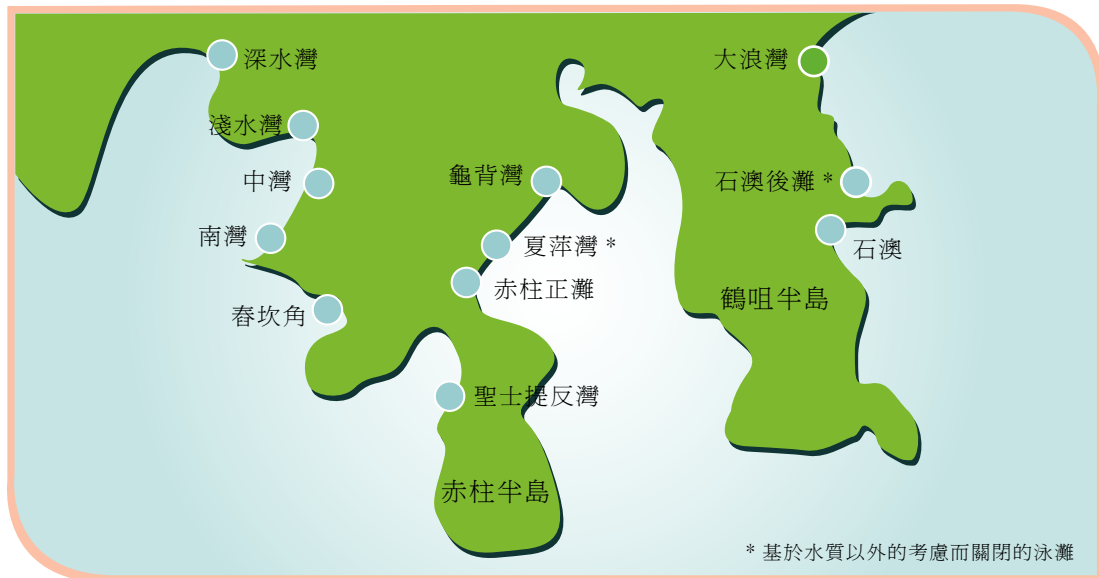 深水灣
大浪灣
淺水灣
中灣
龜背灣
石澳後灘 *
南灣
夏萍灣 *
石澳
赤柱正灘
鶴咀半島
舂坎角
聖士提反灣
赤柱半島
* 基於水質以外的考慮而關閉的泳灘